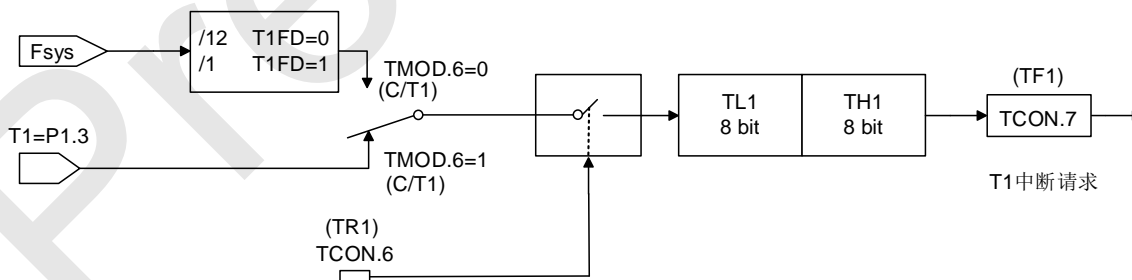 Fsys
/12 T1FD=0
/1 T1FD=1
TMOD.6=0
(C/T1)
T1=P1.3
TMOD.6=1
(C/T1)
(TR1)
TCON.6
TL1
8 bit
TH1
8 bit
(TF1)
TCON.7
T1中断请求
Pre